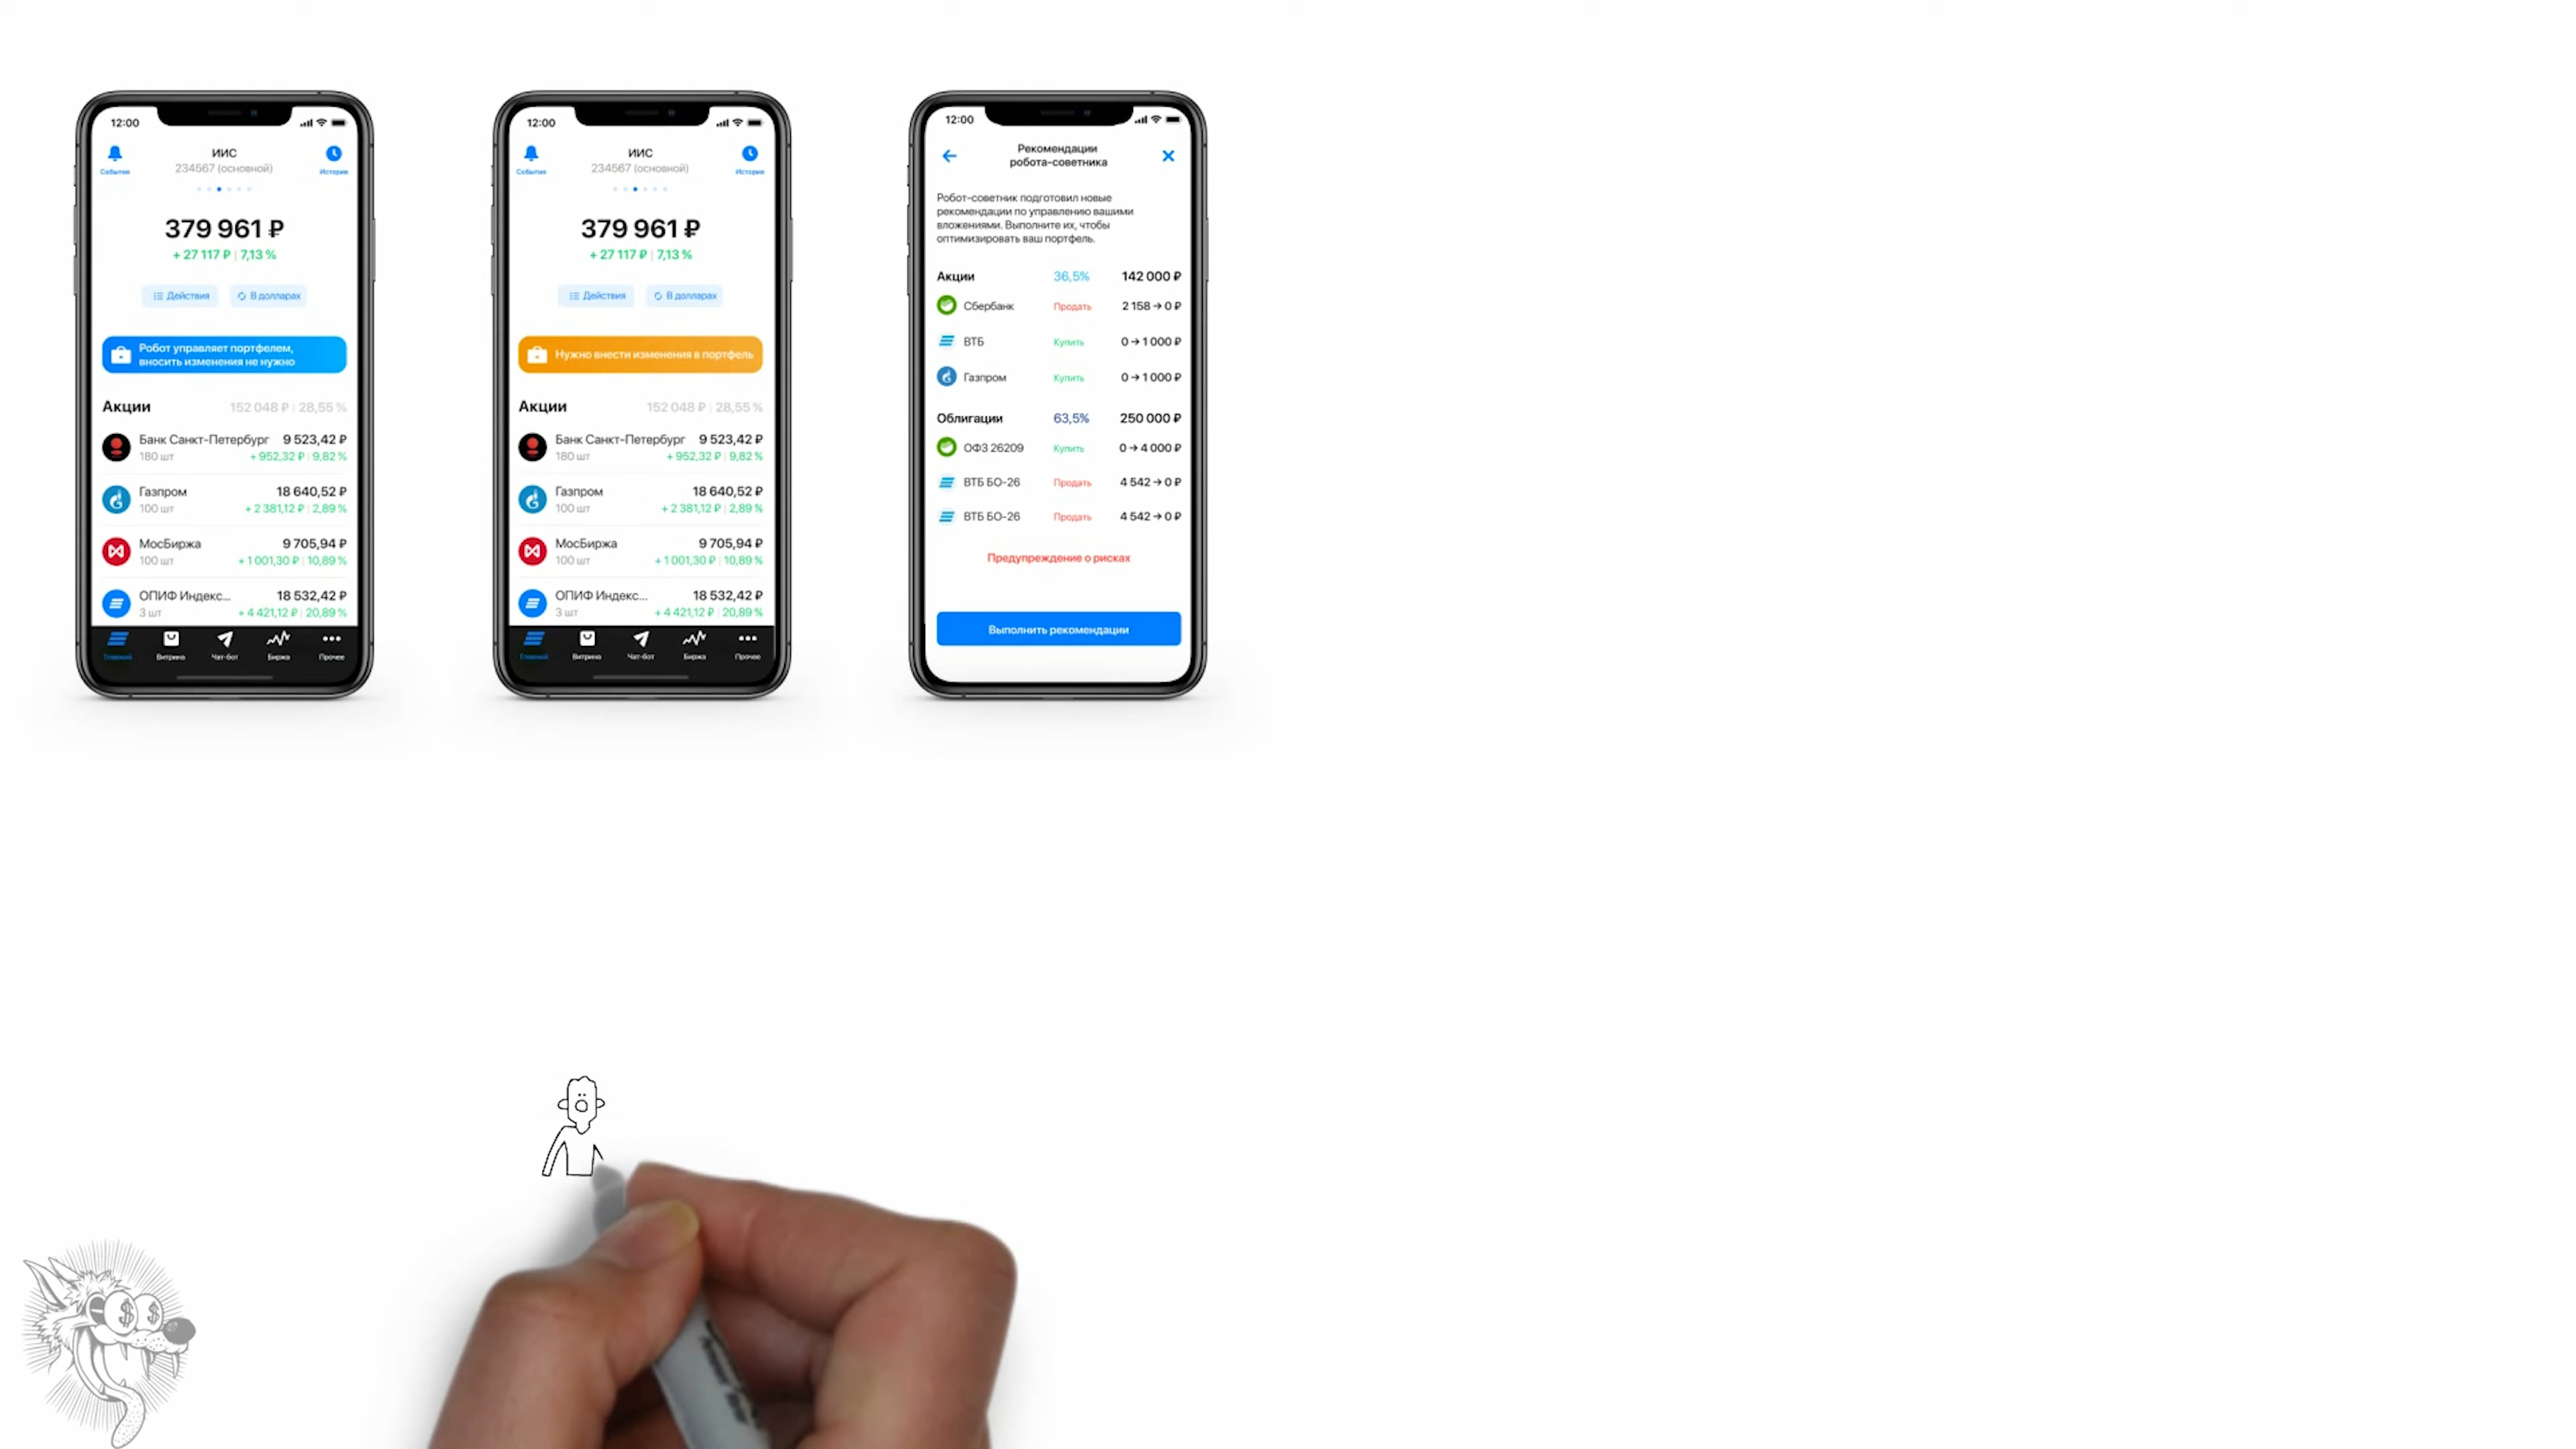 12:00
ИИС
234567 (основной)
События
История
379 961 ₽
+ 27 117 ₽ | 7,13 %
Действия
В долларах
Робот управляет портфелем,
вносить изменения не нужно
Акции 152 048 ₽ | 28,55 %
Банк Санкт-Петербург 9 523,42 ₽
180 шт + 952,32 ₽ | 9,82 %
Газпром 18 640,52 ₽
100 шт + 2 381,12 ₽ | 2,89 %
МосБиржа 9 705,94 ₽
100 шт + 1 001,30 ₽ | 10,89 %
ОПИФ Индекс... 18 532,42 ₽
3 шт + 4 421,12 ₽ | 20,89 %
Главный Витрина Чат-бот Биржа Прочее
12:00
ИИС
234567 (основной)
События
История
379 961 ₽
+ 27 117 ₽ | 7,13 %
Действия
В долларах
Нужно внести изменения в портфель
Акции 152 048 ₽ | 28,55 %
Банк Санкт-Петербург 9 523,42 ₽
180 шт + 952,32 ₽ | 9,82 %
Газпром 18 640,52 ₽
100 шт + 2 381,12 ₽ | 2,89 %
МосБиржа 9 705,94 ₽
100 шт + 1 001,30 ₽ | 10,89 %
ОПИФ Индекс... 18 532,42 ₽
3 шт + 4 421,12 ₽ | 20,89 %
Главный Витрина Чат-бот Биржа Прочее
12:00
Рекомендации
робота-советника
Робот-советник подготовил новые
рекомендации по управлению вашими
вложениями. Выполните их, чтобы
оптимизировать ваш портфель.
Акции 36,5% 142 000 ₽
Сбербанк Продать 2 158 → 0 ₽
ВТБ Купить 0 → 1 000 ₽
Газпром Купить 0 → 1 000 ₽
Облигации 63,5% 250 000 ₽
ОФЗ 26209 Купить 0 → 4 000 ₽
ВТБ БО-26 Продать 4 542 → 0 ₽
ВТБ БО-26 Продать 4 542 → 0 ₽
Предупреждение о рисках
Выполнить рекомендации
$ $